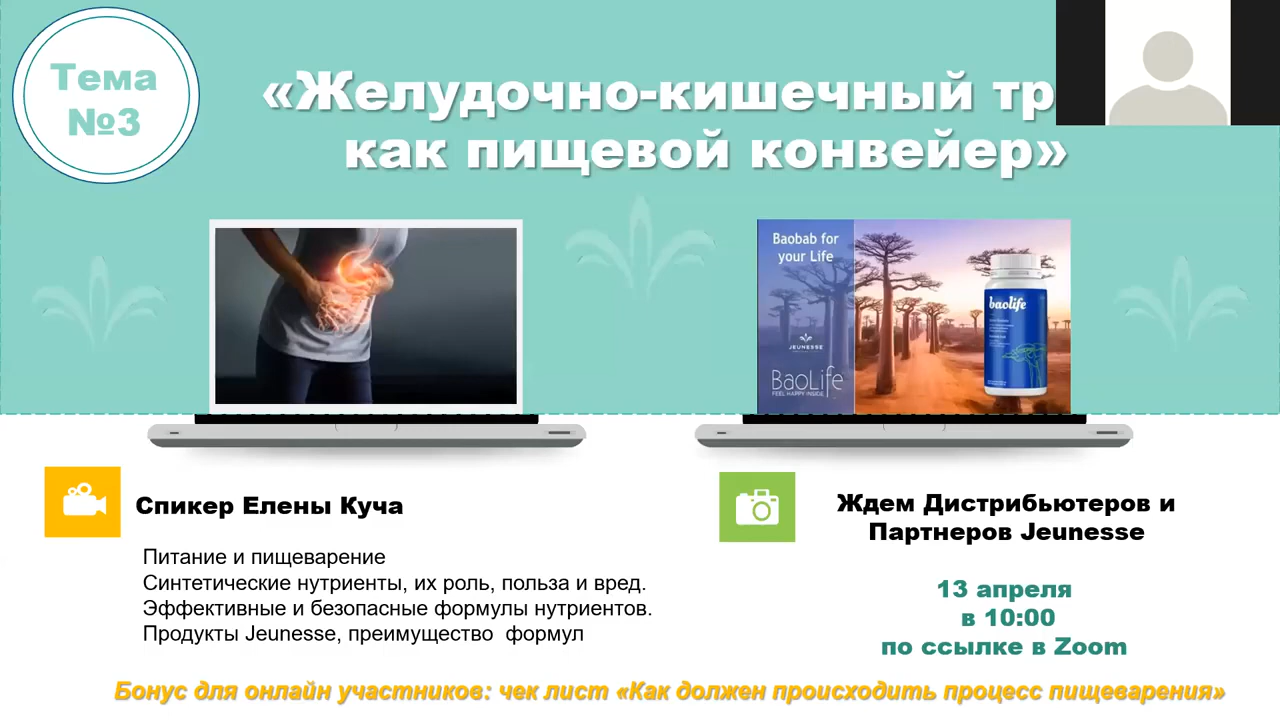 Тема
№3
«Желудочно-кишечный
как пищевой конвейер»
Baobab for
your Life
JEUNESSE
BaoLife
FEEL HAPPY INSIDE
baolife
Спикер Елены Куча
Питание и пищеварение
Синтетические нутриенты, их роль, польза и вред.
Эффективные и безопасные формулы нутриентов.
Продукты Jeunesse, преимущество формул
Ждем Дистрибьютеров и
Партнеров Jeunesse
13 апреля
в 10:00
по ссылке в Zoom
Бонус для онлайн участников: чек лист «Как должен происходить процесс пищеварения»